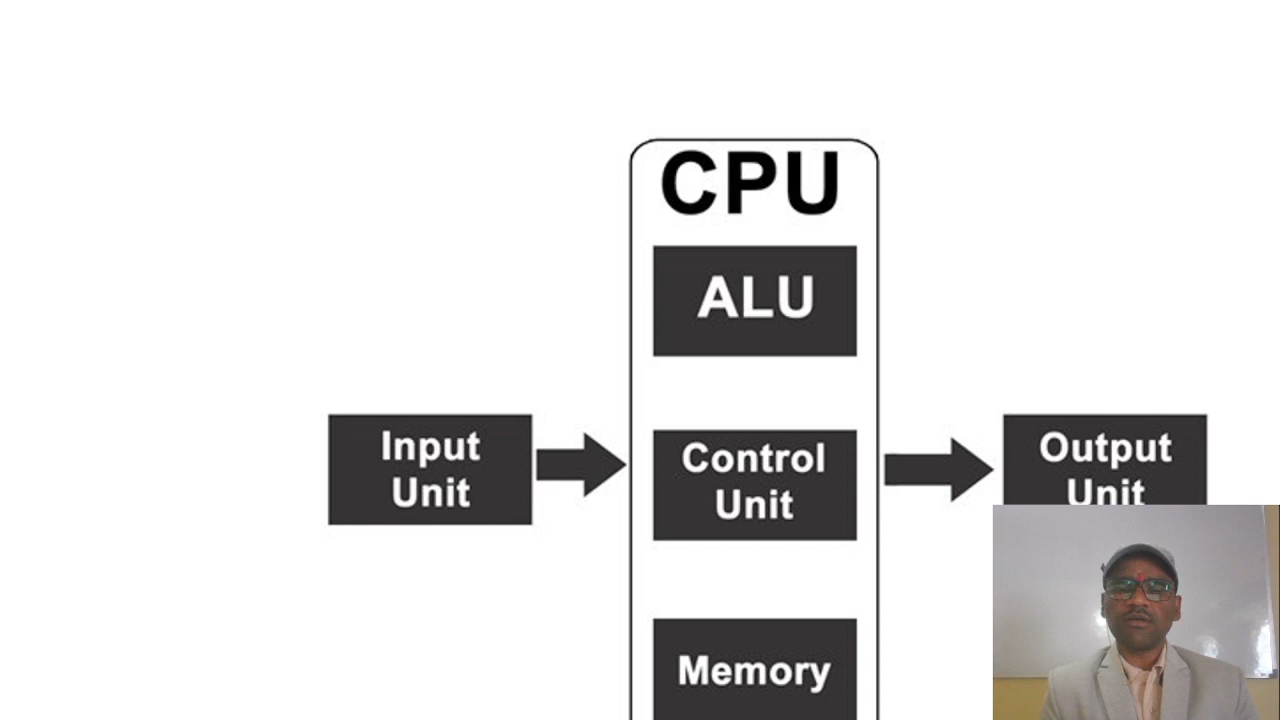 CPU
ALU
Input
Unit
Control
Unit
Output
Unit
Memory